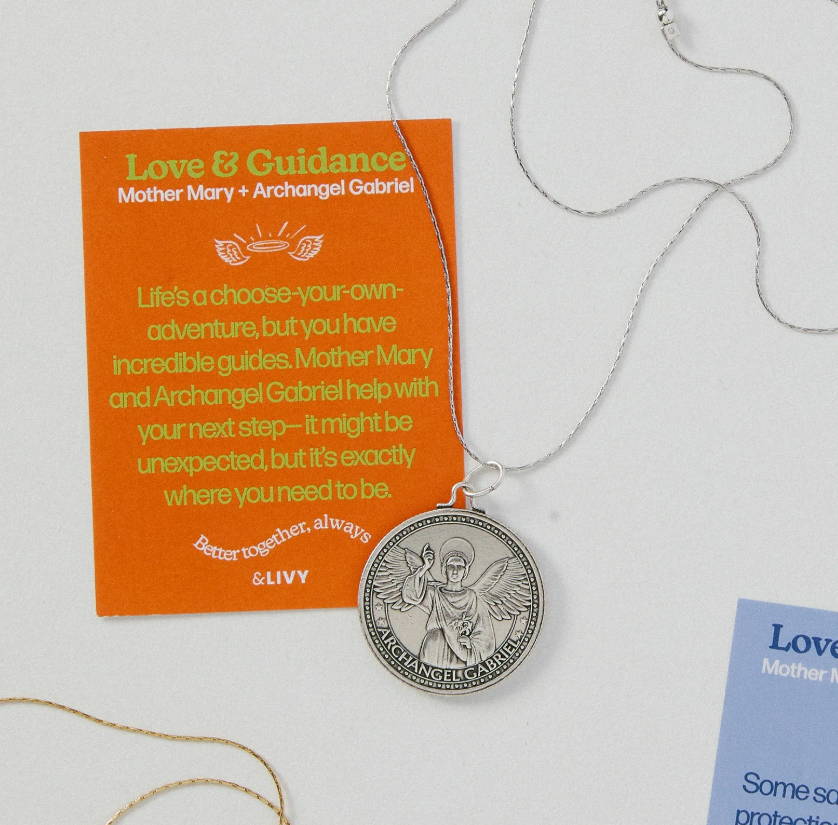 Love & Guidance
Mother Mary + Archangel Gabriel
Life's a choose-your-own-
adventure, but you have
incredible guides. Mother Mary
and Archangel Gabriel help with
your next step—it might be
unexpected, but it's exactly
where you need to be.
Better together, always
&LIVY
ARCHANGEL GABRIEL
Love
Mother
Some